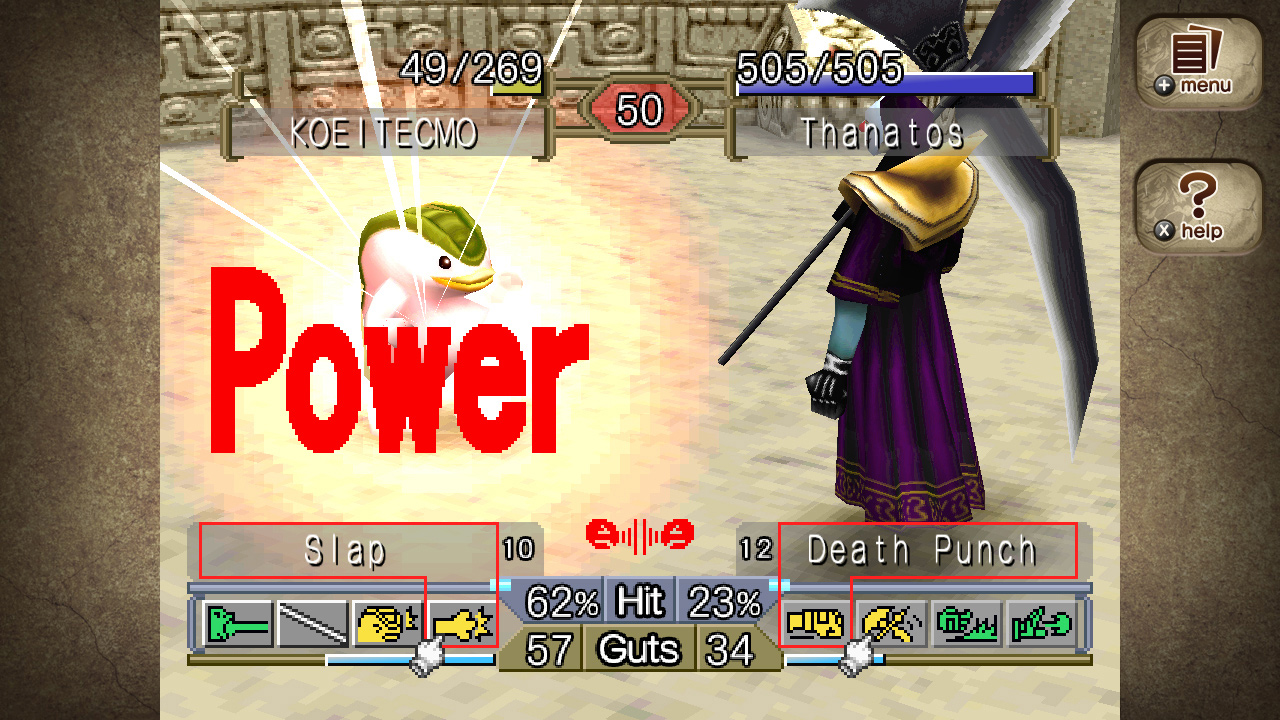 49/269
505/505
50
KOEITECMO
Thanatos
+ menu
X help
Power
Slap
10
12
Death Punch
62% Hit 23%
57 Guts 34